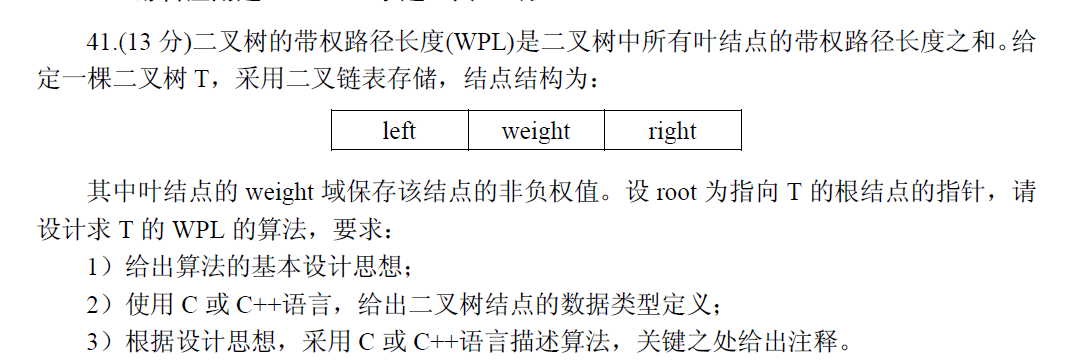 41.(13 分)二叉树的带权路径长度(WPL)是二叉树中所有叶结点的带权路径长度之和。给
定一棵二叉树 T，采用二叉链表存储，结点结构为：
left weight right
其中叶结点的 weight 域保存该结点的非负权值。设 root 为指向 T 的根结点的指针，请
设计求 T 的 WPL 的算法，要求：
1）给出算法的基本设计思想；
2）使用 C 或 C++语言，给出二叉树结点的数据类型定义；
3）根据设计思想，采用 C 或 C++语言描述算法，关键之处给出注释。